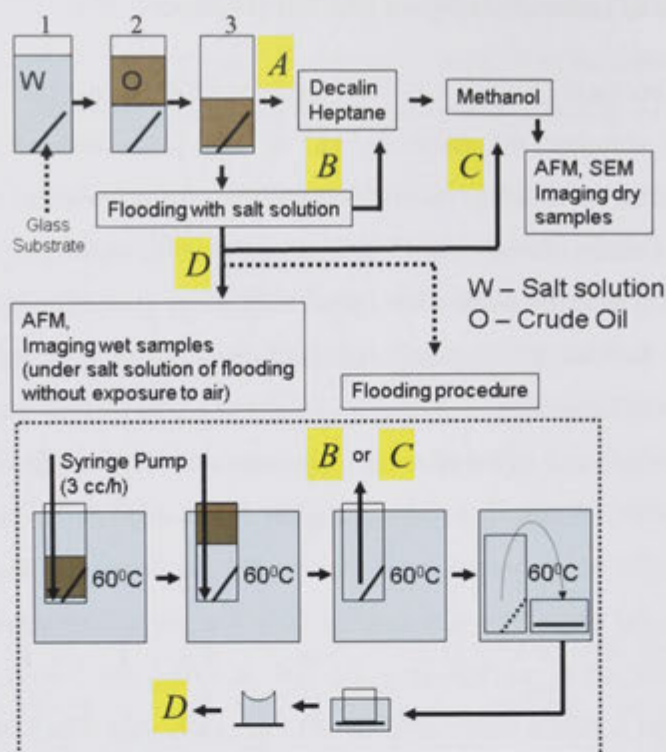 1
2
3
W
O
A
Decalin
Heptane
Methanol
B
C
AFM, SEM
Imaging dry
samples
Glass
Substrate
Flooding with salt solution
D
W – Salt solution
O – Crude Oil
AFM,
Imaging wet samples
(under salt solution of flooding
without exposure to air)
Flooding procedure
Syringe Pump
(3 cc/h)
B or C
60⁰C
60⁰C
60⁰C
60⁰C
D